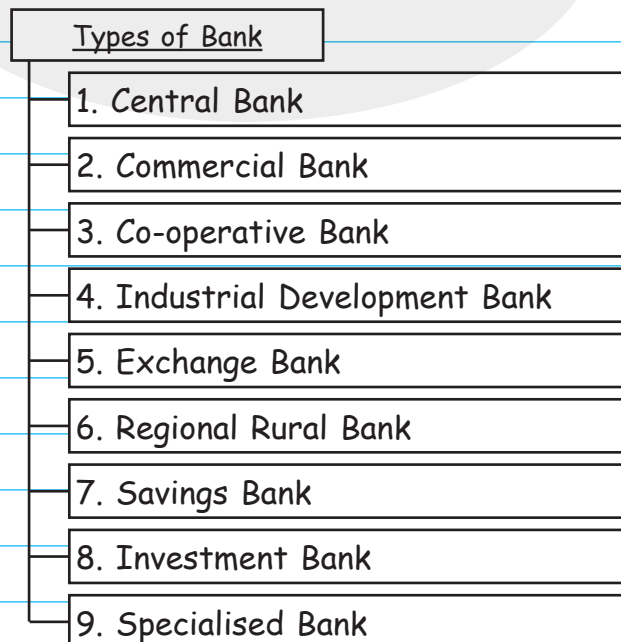 Types of Bank
1. Central Bank
2. Commercial Bank
3. Co-operative Bank
4. Industrial Development Bank
5. Exchange Bank
6. Regional Rural Bank
7. Savings Bank
8. Investment Bank
9. Specialised Bank